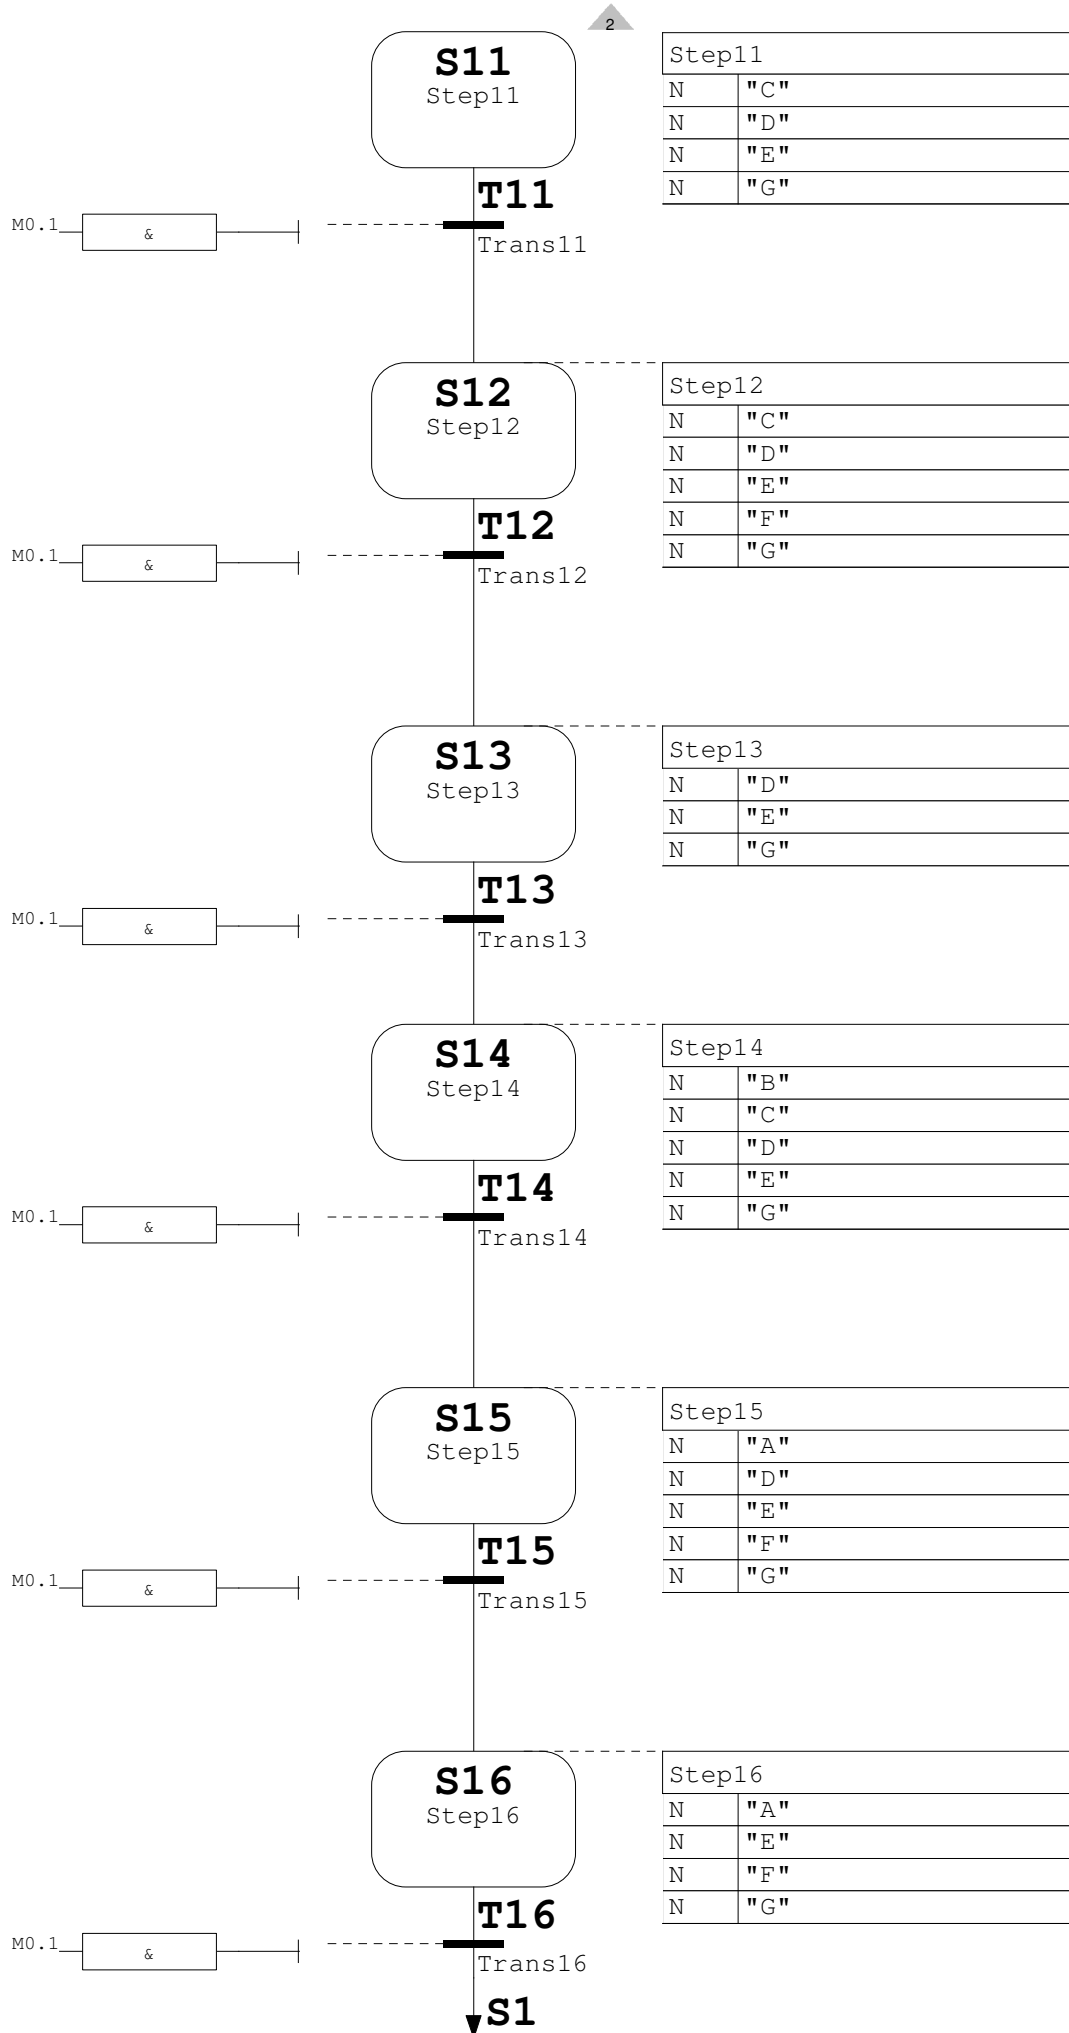 2
S11
Step11
Step11
N "C"
N "D"
N "E"
N "G"
T11
M0.1
&
Trans11
S12
Step12
Step12
N "C"
N "D"
N "E"
N "F"
N "G"
T12
M0.1
&
Trans12
S13
Step13
Step13
N "D"
N "E"
N "G"
T13
M0.1
&
Trans13
S14
Step14
Step14
N "B"
N "C"
N "D"
N "E"
N "G"
T14
M0.1
&
Trans14
S15
Step15
Step15
N "A"
N "D"
N "E"
N "F"
N "G"
T15
M0.1
&
Trans15
S16
Step16
Step16
N "A"
N "E"
N "F"
N "G"
T16
M0.1
&
Trans16
S1